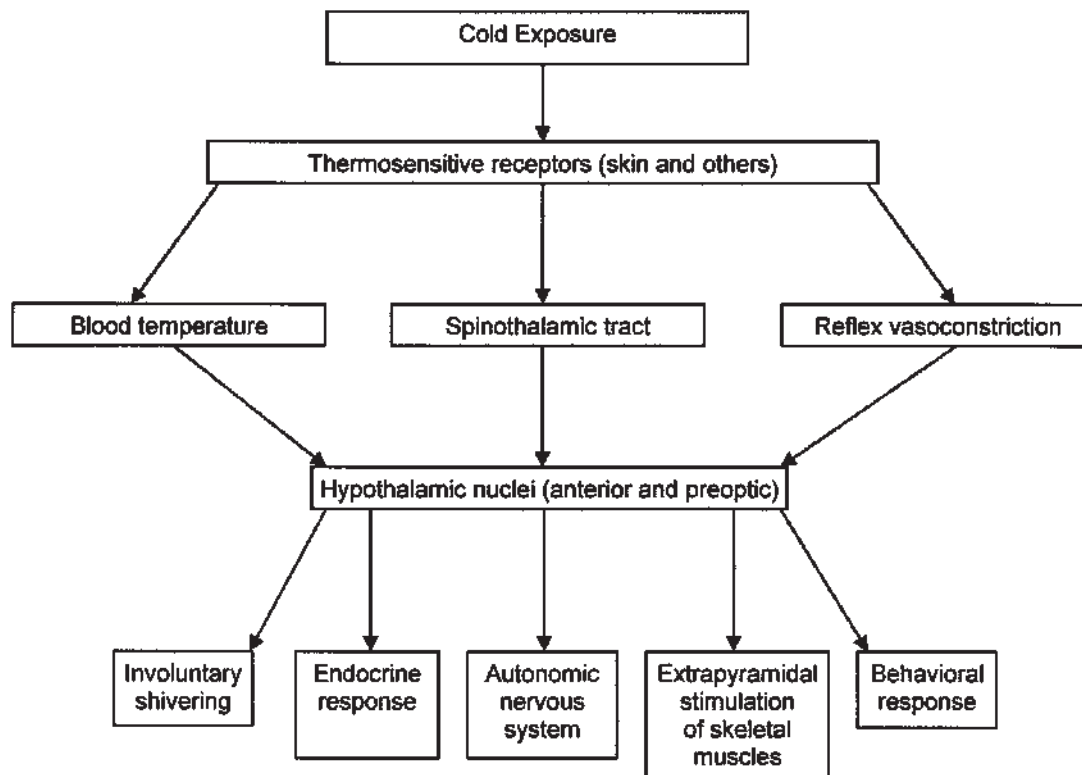 Cold Exposure
Thermosensitive receptors (skin and others)
Blood temperature
Spinothalamic tract
Reflex vasoconstriction
Hypothalamic nuclei (anterior and preoptic)
Involuntary
shivering
Endocrine
response
Autonomic
nervous
system
Extrapyramidal
stimulation
of skeletal
muscles
Behavioral
response